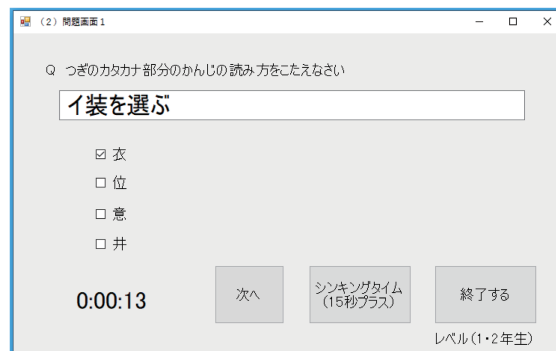 (2) 問題画面1
Q つぎのカタカナ部分のかんじの読み方をこたえなさい
イ装を選ぶ
衣
位
意
井
0:00:13
次へ
シンキングタイム
(15秒プラス)
終了する
レベル(1・2年生)